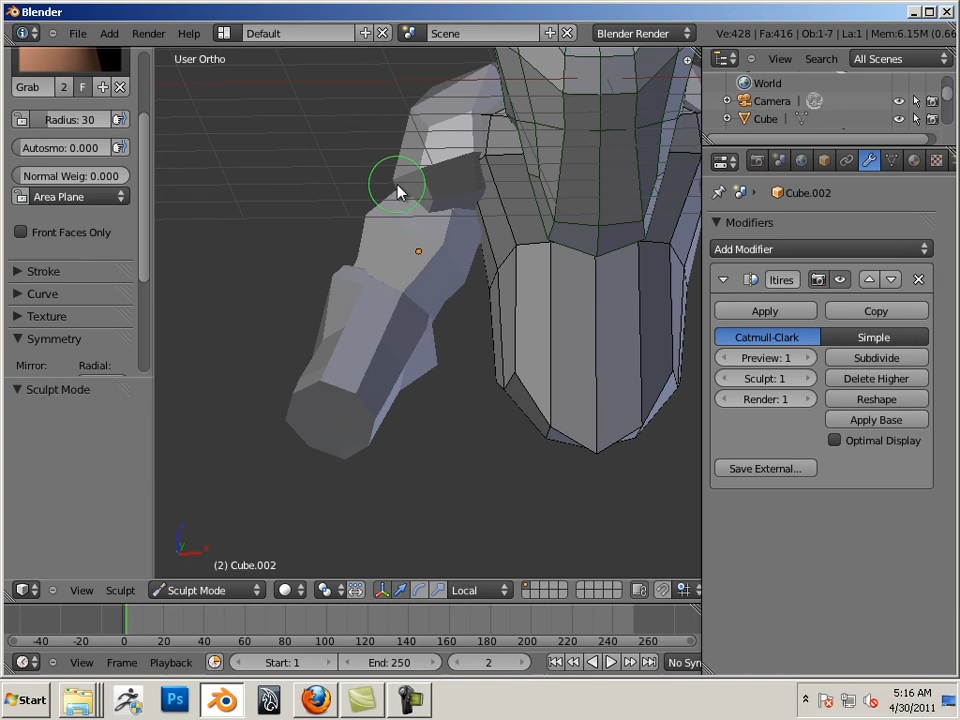 Blender
File Add Render Help Default Scene Blender Render Ve:428 | Fa:416 | Ob:1-7 | La:1 | Mem:6.15M (0.66
User Ortho
View Search All Scenes
World
Camera
Cube
Grab 2 F
Radius: 30
Autosmo: 0.000
Normal Weig: 0.000
Area Plane
Front Faces Only
Stroke
Curve
Texture
Symmetry
Mirror: Radial:
Sculpt Mode
Cube.002
Modifiers
Add Modifier
ltires
Apply Copy
Catmull-Clark Simple
Preview: 1 Subdivide
Sculpt: 1 Delete Higher
Render: 1 Reshape
Apply Base
Optimal Display
Save External...
z
y x
(2) Cube.002
View Sculpt Sculpt Mode Local
-40 -20 0 20 40 60 80 100 120 140 160 180 200 220 240 260
View Frame Playback Start: 1 End: 250 2 No Syn
Start Ps 5:16 AM
4/30/2011